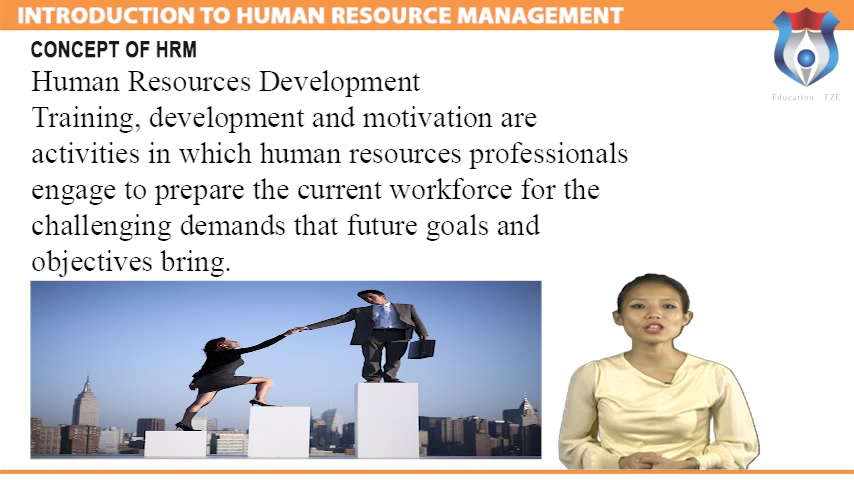 INTRODUCTION TO HUMAN RESOURCE MANAGEMENT
CONCEPT OF HRM
Human Resources Development
Training, development and motivation are
activities in which human resources professionals
engage to prepare the current workforce for the
challenging demands that future goals and
objectives bring.
Education FZE